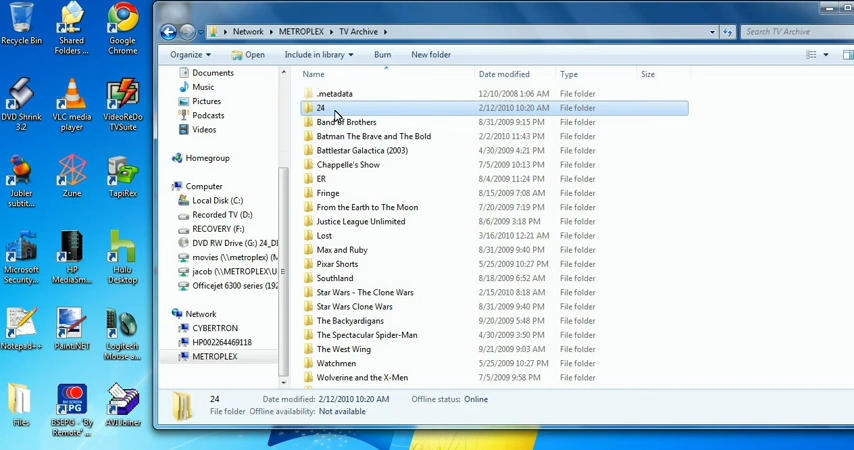 Recycle Bin
Shared Folders ...
Google Chrome
DVD Shrink 3.2
VLC media player
VideoReDo TVSuite
Jubler subtit...
Zune
TapiRex
Microsoft Security...
HP MediaSm...
Hulu Desktop
Notepad++
Paint.NET
Logitech Mouse a...
Files
BSEPG - 'By Remote' ...
AVI Joiner
Network ▸ METROPLEX ▸ TV Archive ▸
Search TV Archive
Organize Open Include in library Burn New folder
Documents
Music
Pictures
Podcasts
Videos
Homegroup
Computer
Local Disk (C:)
Recorded TV (D:)
RECOVERY (F:)
DVD RW Drive (G:) 24_D
movies (\\metroplex) (M
jacob (\\METROPLEX\U
Officejet 6300 series (192
Network
CYBERTRON
HP002264469118
METROPLEX
Name Date modified Type Size
.metadata 12/10/2008 1:06 AM File folder
24 2/12/2010 10:20 AM File folder
Band of Brothers 8/31/2009 9:15 PM File folder
Batman The Brave and The Bold 2/2/2010 11:43 PM File folder
Battlestar Galactica (2003) 4/30/2009 4:21 PM File folder
Chappelle's Show 7/5/2009 10:13 PM File folder
ER 8/4/2009 11:24 PM File folder
Fringe 8/15/2009 7:08 AM File folder
From the Earth to The Moon 7/20/2009 7:19 PM File folder
Justice League Unlimited 8/6/2009 3:18 PM File folder
Lost 3/16/2010 12:21 AM File folder
Max and Ruby 8/31/2009 9:40 PM File folder
Pixar Shorts 5/25/2009 10:27 PM File folder
Southland 8/18/2009 6:52 AM File folder
Star Wars - The Clone Wars 2/15/2010 8:18 AM File folder
Star Wars Clone Wars 8/31/2009 9:40 PM File folder
The Backyardigans 9/20/2009 5:48 PM File folder
The Spectacular Spider-Man 4/30/2009 3:50 PM File folder
The West Wing 9/21/2009 9:03 AM File folder
Watchmen 5/25/2009 10:27 PM File folder
Wolverine and the X-Men 7/5/2009 9:58 PM File folder
24 Date modified: 2/12/2010 10:20 AM Offline status: Online
File folder Offline availability: Not available